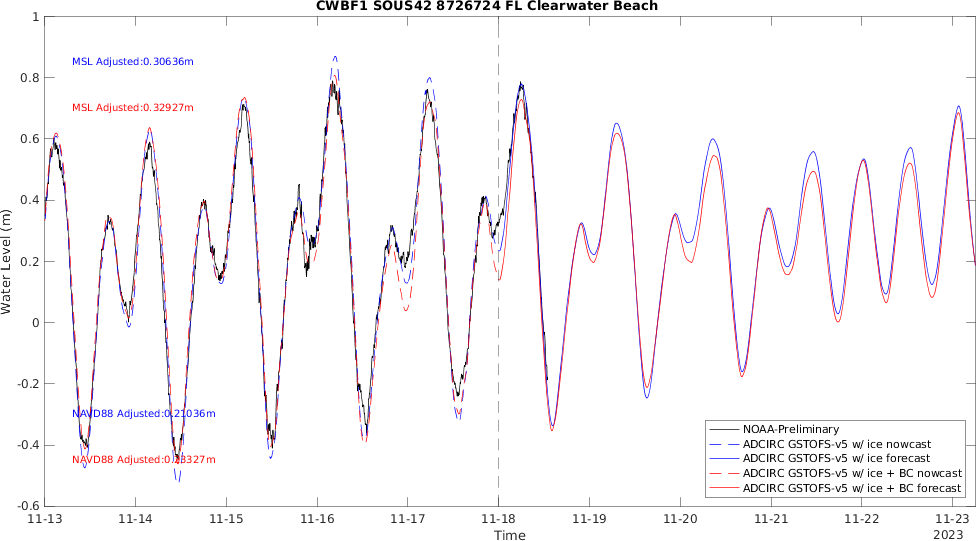 CWBF1 SOUS42 8726724 FL Clearwater Beach
1
0.8
0.6
0.4
0.2
0
-0.2
-0.4
-0.6
Water Level (m)
MSL Adjusted:0.30636m
MSL Adjusted:0.32927m
NAVD88 Adjusted:0.21036m
NAVD88 Adjusted:0.23327m
NOAA-Preliminary
ADCIRC GSTOFS-v5 w/ ice nowcast
ADCIRC GSTOFS-v5 w/ ice forecast
ADCIRC GSTOFS-v5 w/ ice + BC nowcast
ADCIRC GSTOFS-v5 w/ ice + BC forecast
11-13 11-14 11-15 11-16 11-17 11-18 11-19 11-20 11-21 11-22 11-23
Time
2023